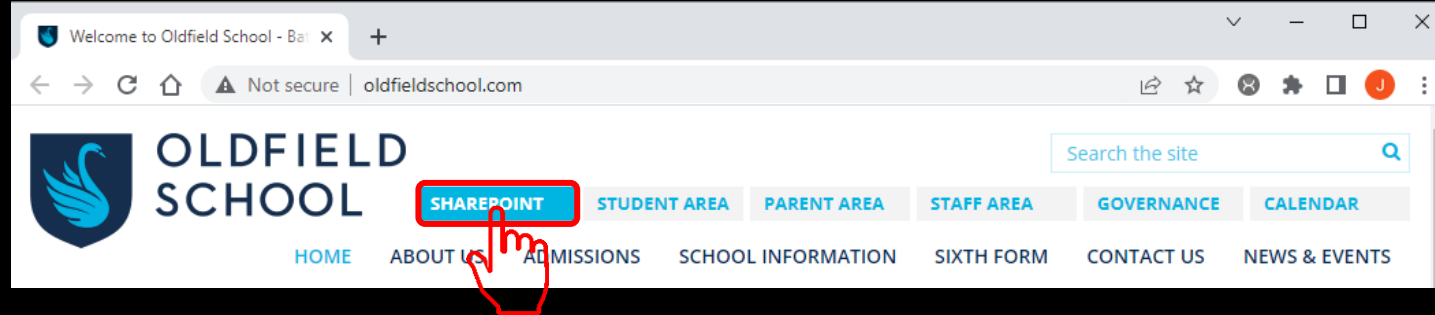 Welcome to Oldfield School - Bat
Not secure | oldfieldschool.com
J
OLDFIELD
SCHOOL
Search the site
SHAREPOINT STUDENT AREA PARENT AREA STAFF AREA GOVERNANCE CALENDAR
HOME ABOUT US ADMISSIONS SCHOOL INFORMATION SIXTH FORM CONTACT US NEWS & EVENTS